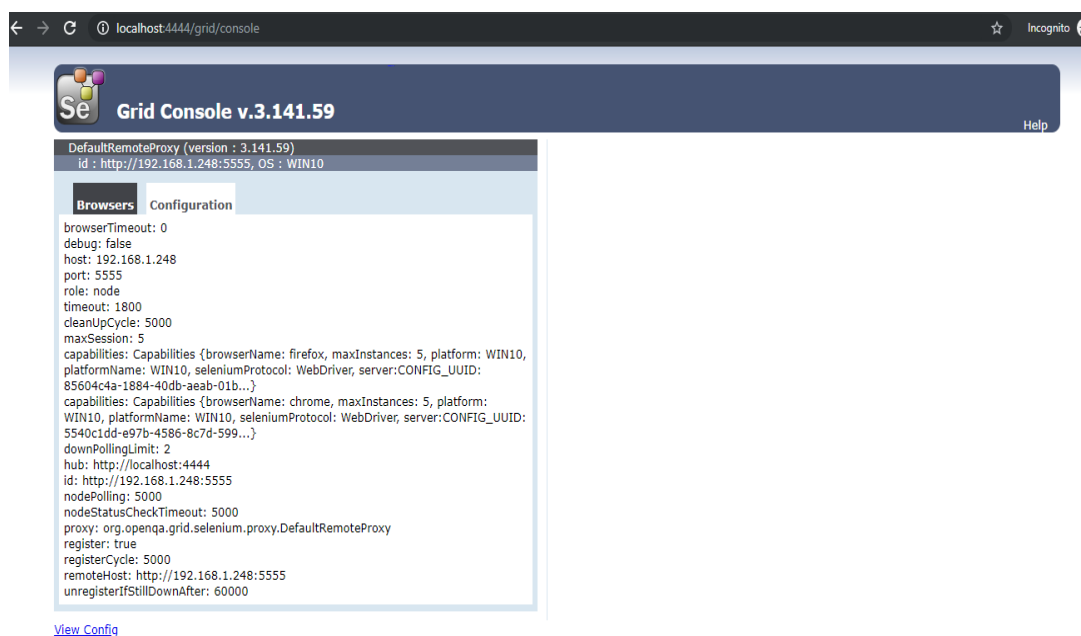 localhost:4444/grid/console
Incognito
Se
Grid Console v.3.141.59
Help
DefaultRemoteProxy (version : 3.141.59)
id : http://192.168.1.248:5555, OS : WIN10
Browsers Configuration
browserTimeout: 0
debug: false
host: 192.168.1.248
port: 5555
role: node
timeout: 1800
cleanUpCycle: 5000
maxSession: 5
capabilities: Capabilities {browserName: firefox, maxInstances: 5, platform: WIN10,
platformName: WIN10, seleniumProtocol: WebDriver, server:CONFIG_UUID:
85604c4a-1884-40db-aeab-01b...}
capabilities: Capabilities {browserName: chrome, maxInstances: 5, platform:
WIN10, platformName: WIN10, seleniumProtocol: WebDriver, server:CONFIG_UUID:
5540c1dd-e97b-4586-8c7d-599...}
downPollingLimit: 2
hub: http://localhost:4444
id: http://192.168.1.248:5555
nodePolling: 5000
nodeStatusCheckTimeout: 5000
proxy: org.openqa.grid.selenium.proxy.DefaultRemoteProxy
register: true
registerCycle: 5000
remoteHost: http://192.168.1.248:5555
unregisterIfStillDownAfter: 60000
View Config